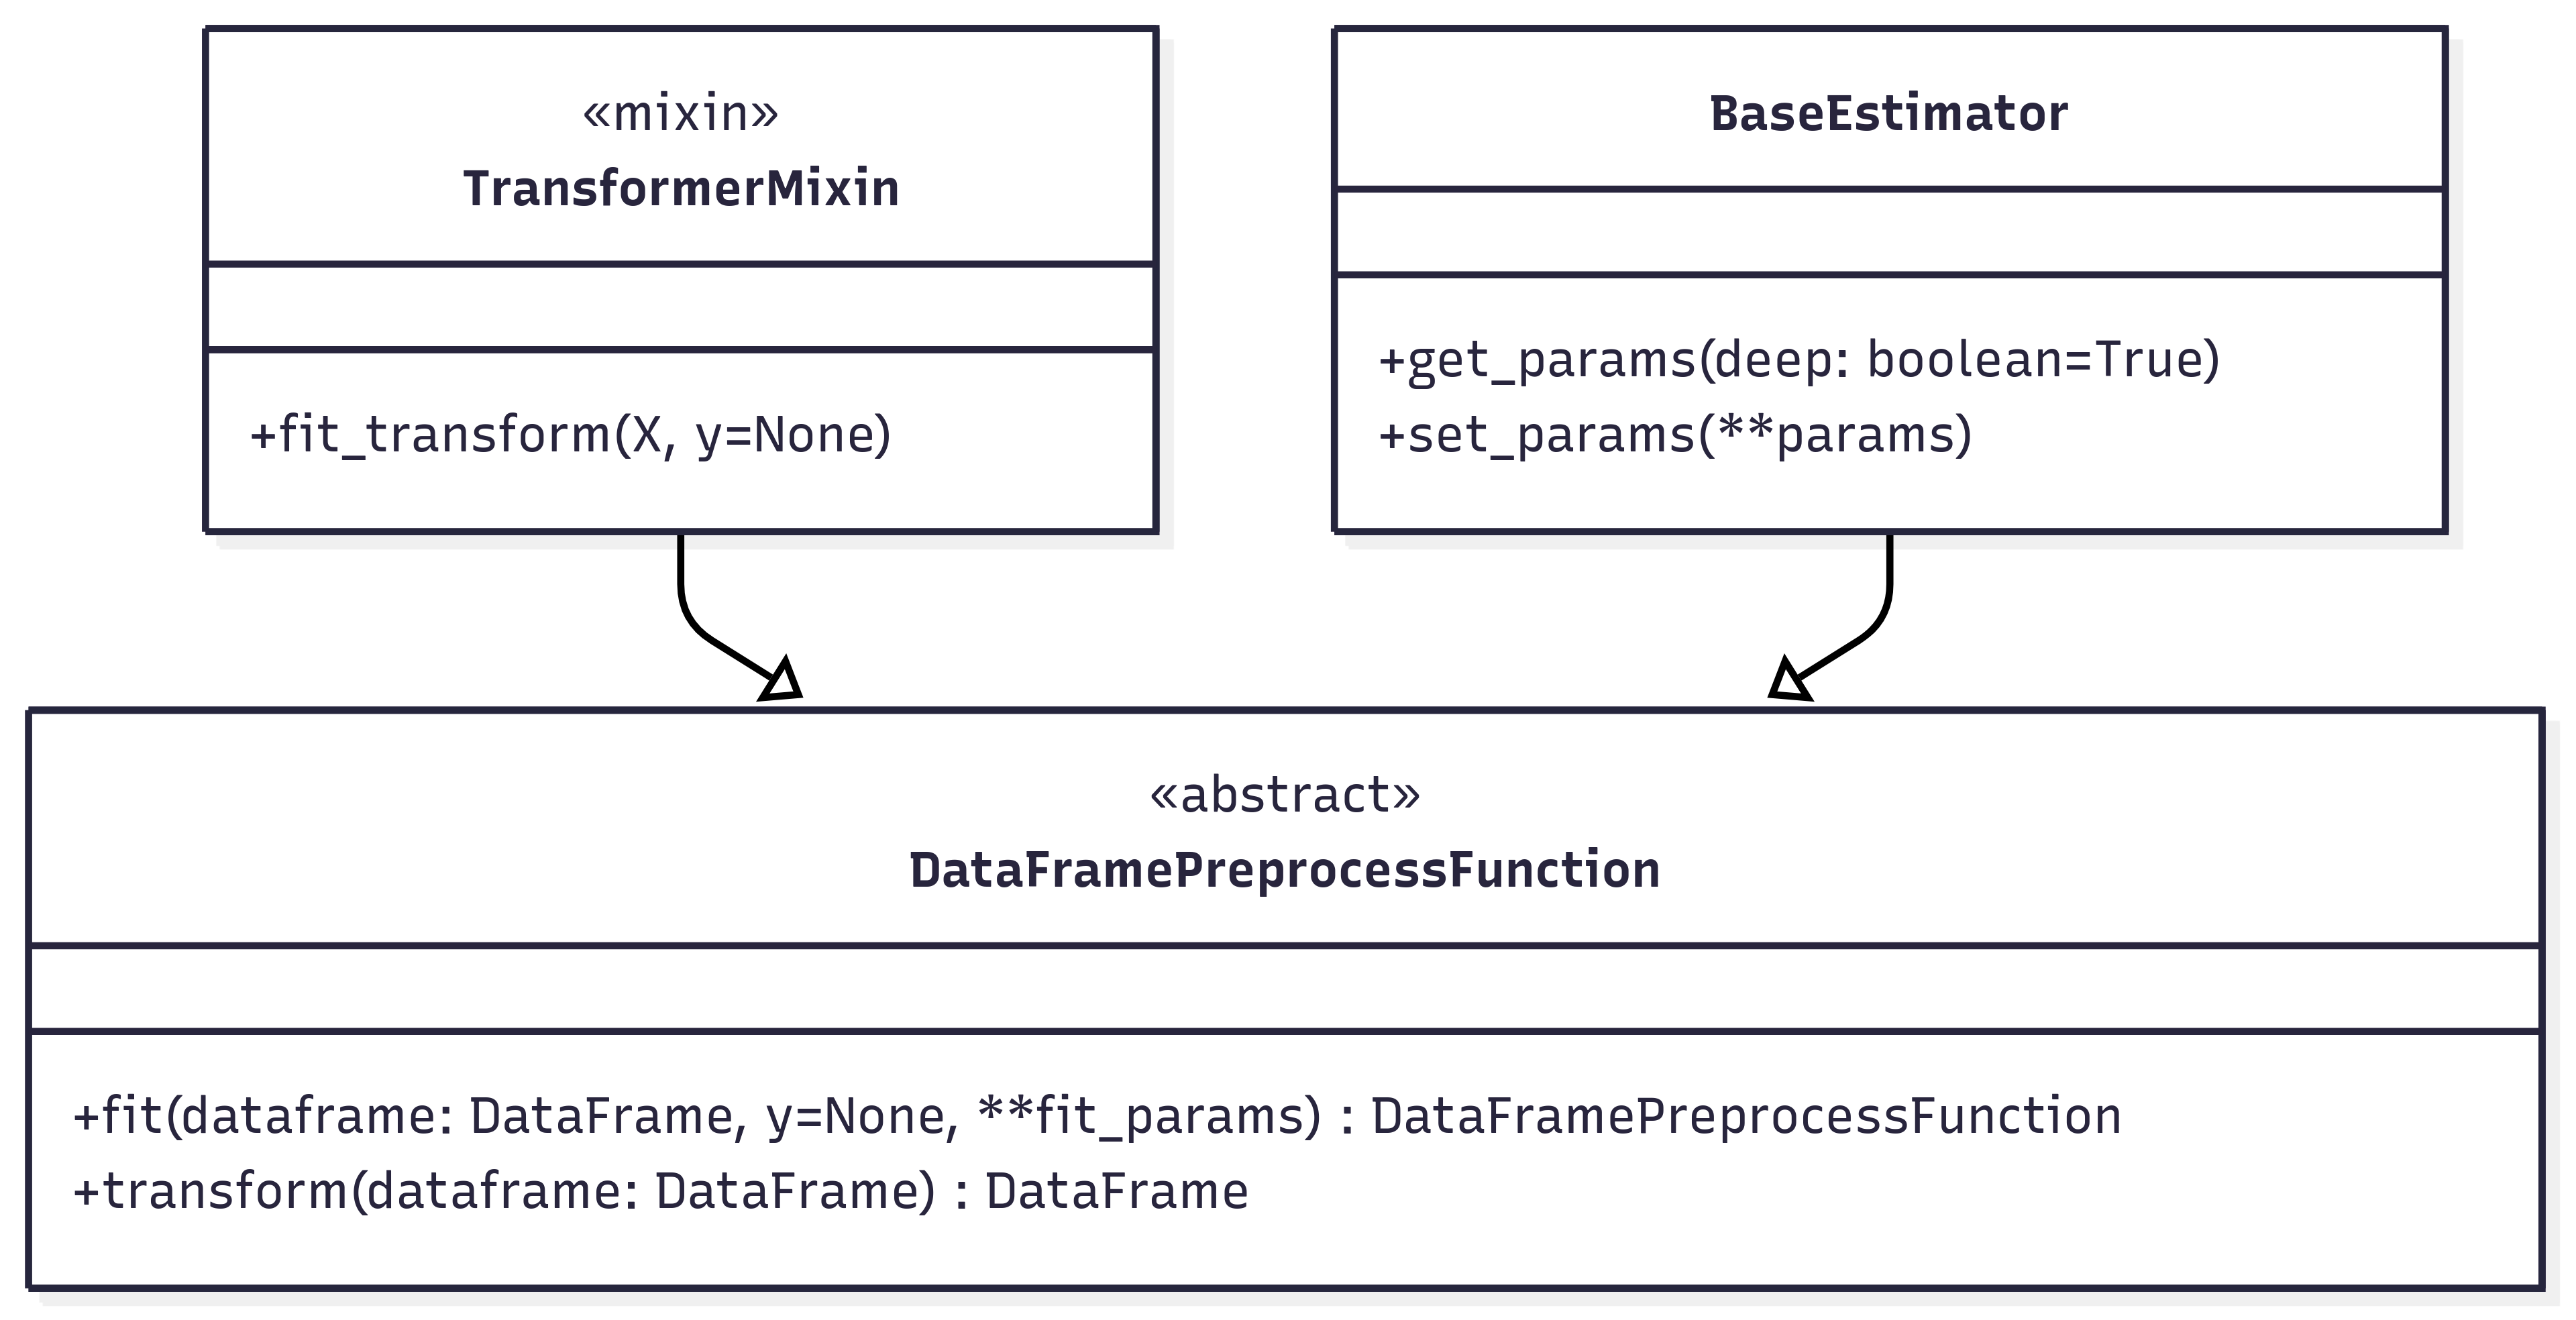 «mixin»
TransformerMixin
+fit_transform(X, y=None)
BaseEstimator
+get_params(deep: boolean=True)
+set_params(**params)
«abstract»
DataFramePreprocessFunction
+fit(dataframe: DataFrame, y=None, **fit_params) : DataFramePreprocessFunction
+transform(dataframe: DataFrame) : DataFrame